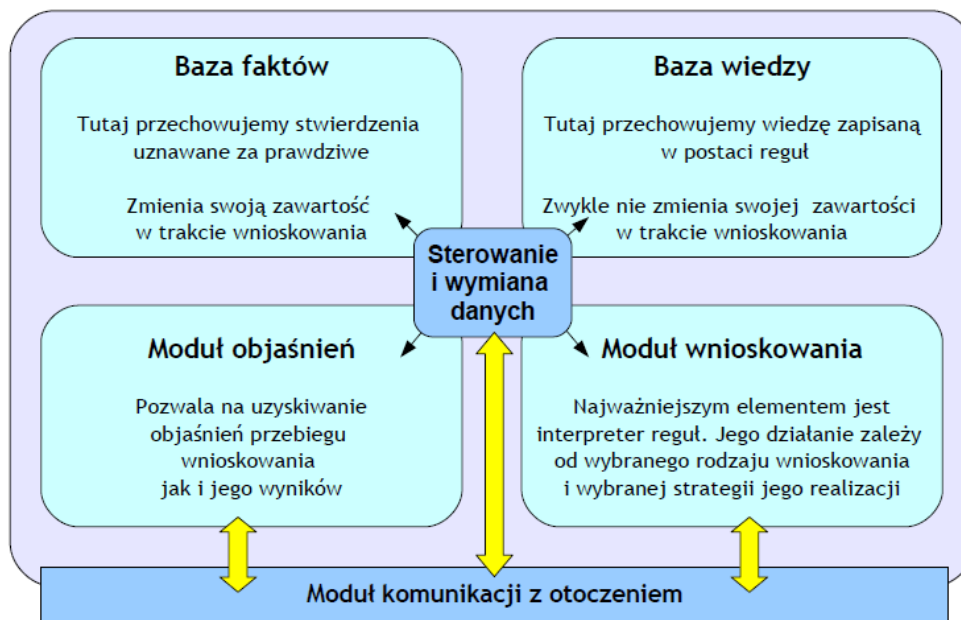 Baza faktów
Tutaj przechowujemy stwierdzenia
uznawane za prawdziwe
Zmienia swoją zawartość
w trakcie wnioskowania
Baza wiedzy
Tutaj przechowujemy wiedzę zapisaną
w postaci reguł
Zwykle nie zmienia swojej zawartości
w trakcie wnioskowania
Sterowanie
i wymiana
danych
Moduł objaśnień
Pozwala na uzyskiwanie
objaśnień przebiegu
wnioskowania
jak i jego wyników
Moduł wnioskowania
Najważniejszym elementem jest
interpreter reguł. Jego działanie zależy
od wybranego rodzaju wnioskowania
i wybranej strategii jego realizacji
Moduł komunikacji z otoczeniem